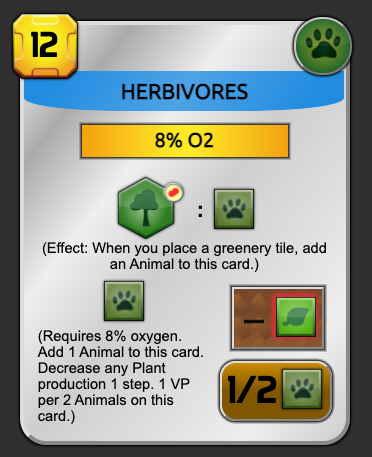 12
HERBIVORES
8% O2
:
(Effect: When you place a greenery tile, add
an Animal to this card.)
(Requires 8% oxygen.
Add 1 Animal to this card.
Decrease any Plant
production 1 step. 1 VP
per 2 Animals on this
card.)
–
1/2